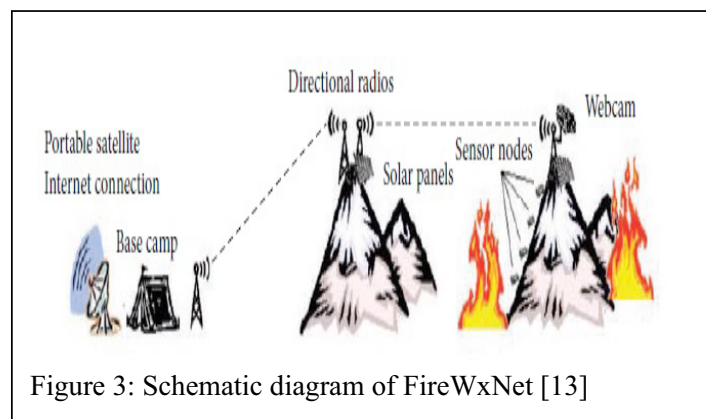 Directional radios
Webcam
Portable satellite
Internet connection
Sensor nodes
Solar panels
Base camp
Figure 3: Schematic diagram of FireWxNet [13]